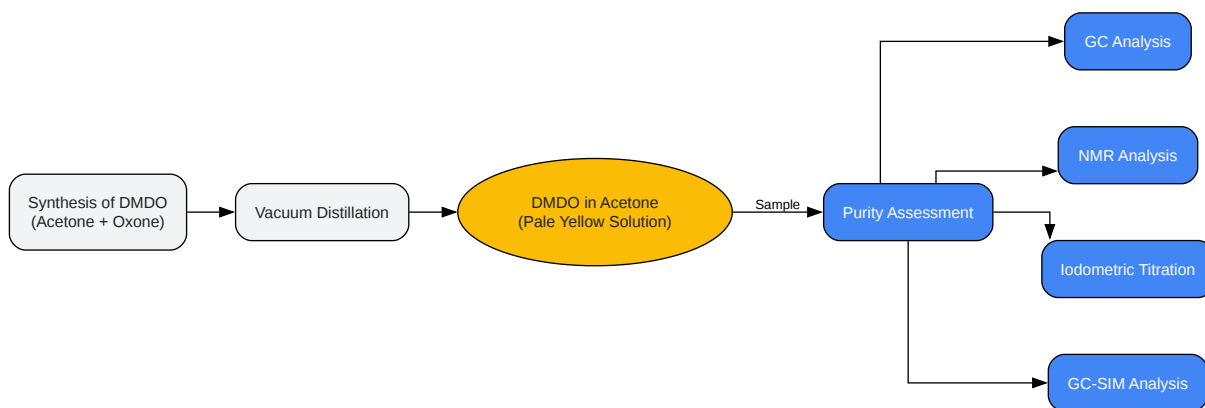 Synthesis of DMDO
(Acetone + Oxone)
Vacuum Distillation
DMDO in Acetone
(Pale Yellow Solution)
Sample
Purity Assessment
GC Analysis
NMR Analysis
Iodometric Titration
GC-SIM Analysis